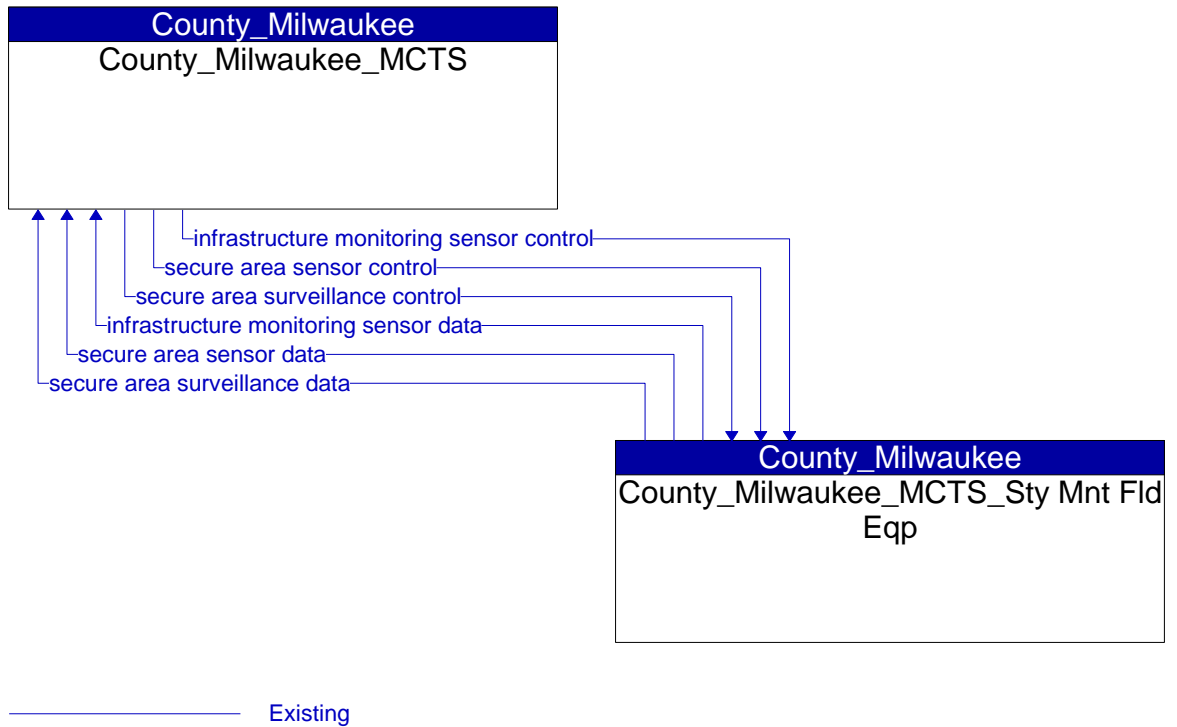 County_Milwaukee
County_Milwaukee_MCTS
infrastructure monitoring sensor control
secure area sensor control
secure area surveillance control
infrastructure monitoring sensor data
secure area sensor data
secure area surveillance data
County_Milwaukee
County_Milwaukee_MCTS_Sty Mnt Fld
Eqp
Existing